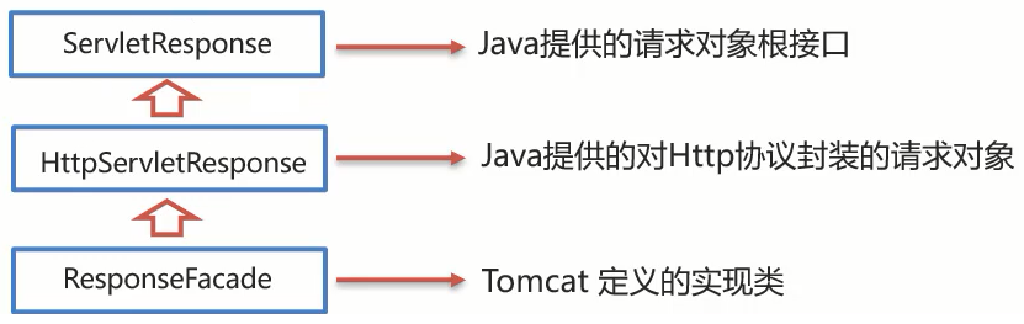 ServletResponse
Java提供的请求对象根接口
HttpServletResponse
Java提供的对Http协议封装的请求对象
ResponseFacade
Tomcat 定义的实现类